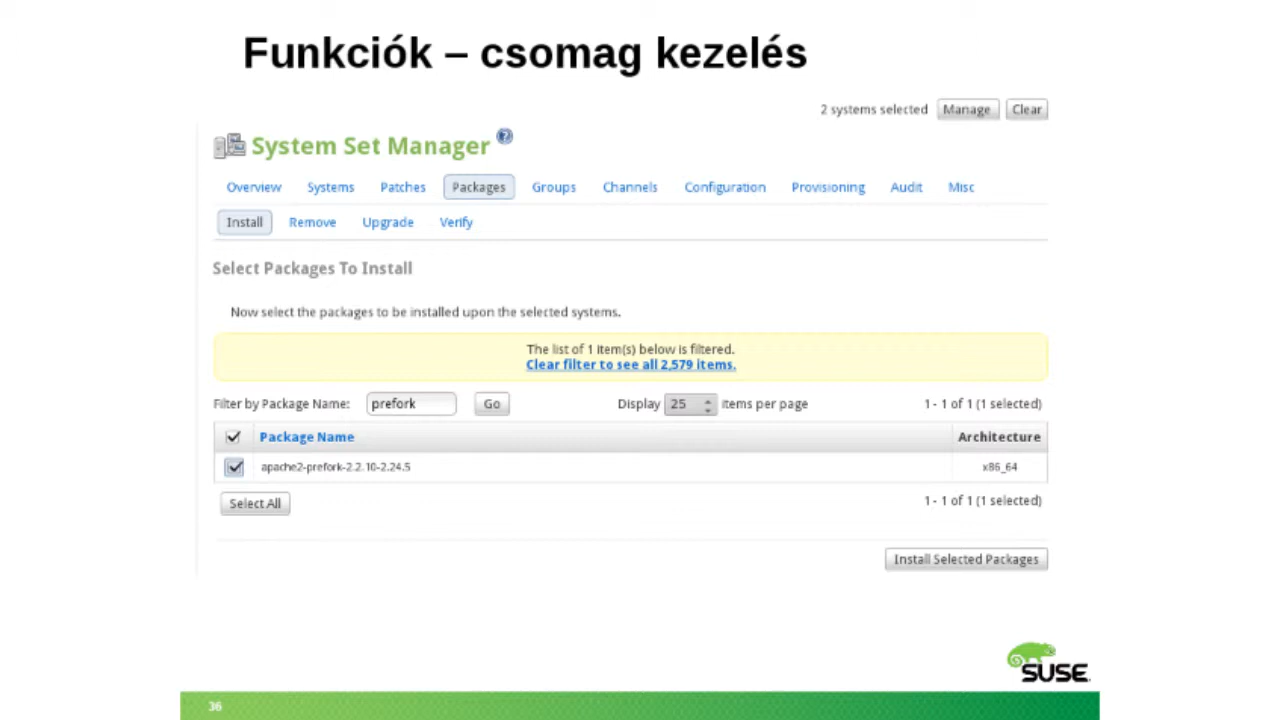 Funkciók – csomag kezelés
2 systems selected Manage Clear
System Set Manager ?
Overview Systems Patches Packages Groups Channels Configuration Provisioning Audit Misc
Install Remove Upgrade Verify
Select Packages To Install
Now select the packages to be installed upon the selected systems.
The list of 1 item(s) below is filtered.
Clear filter to see all 2,579 items.
Filter by Package Name: prefork Go Display 25 items per page 1 - 1 of 1 (1 selected)
Package Name Architecture
apache2-prefork-2.2.10-2.24.5 x86_64
Select All 1 - 1 of 1 (1 selected)
Install Selected Packages
SUSE
36